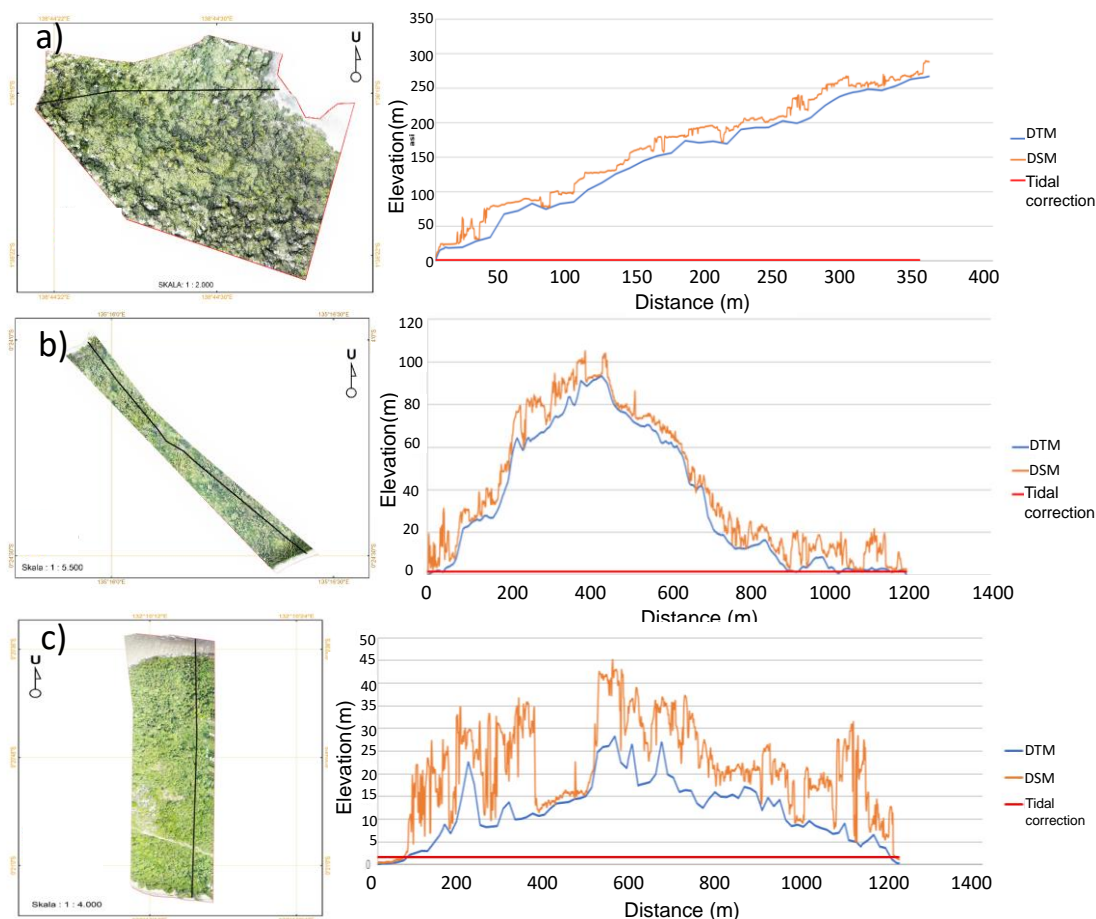 a)
U
SKALA: 1 : 2.000
350
300
250
200
150
100
50
0
Elevation(m)
asl
50 100 150 200 250 300 350 400
Distance (m)
DTM
DSM
Tidal
correction
b)
U
Skala : 1 : 5.500
120
100
80
60
40
20
0
Elevation(m)
0 200 400 600 800 1000 1200 1400
Distance (m)
DTM
DSM
Tidal
correction
c)
U
Skala : 1 : 4.000
50
45
40
35
30
25
20
15
10
5
0
Elevation(m)
0 200 400 600 800 1000 1200 1400
Distance (m)
DTM
DSM
Tidal
correction